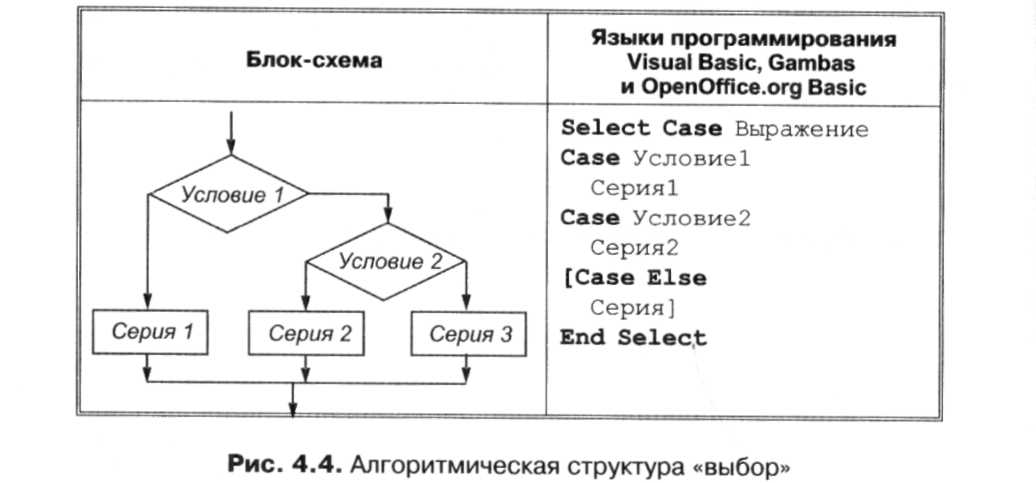 Блок-схема
Языки программирования
Visual Basic, Gambas
и OpenOffice.org Basic
Условие 1
Условие 2
Серия 1
Серия 2
Серия 3
Select Case Выражение
Case Условие1
Серия1
Case Условие2
Серия2
[Case Else
Серия]
End Select
Рис. 4.4. Алгоритмическая структура «выбор»